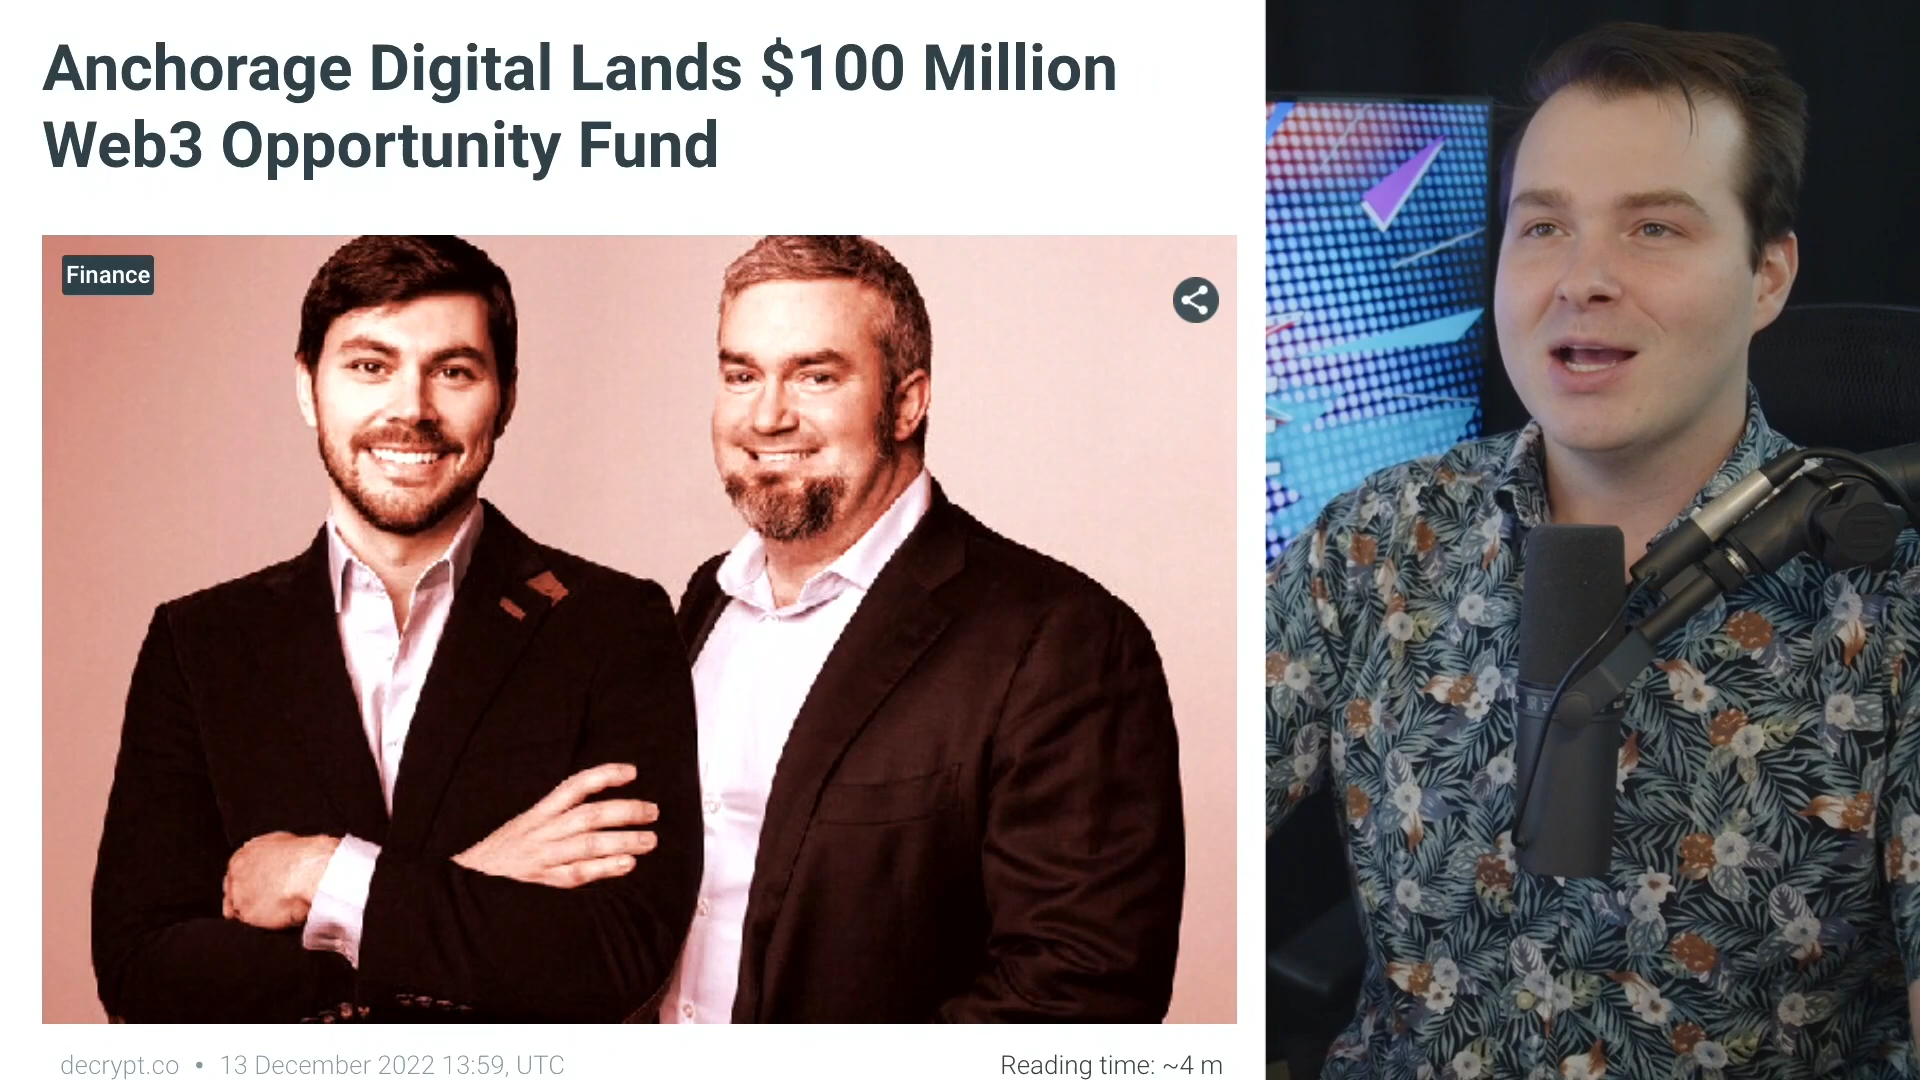 Anchorage Digital Lands $100 Million
Web3 Opportunity Fund
Finance
decrypt.co • 13 December 2022 13:59, UTC
Reading time: ~4 m